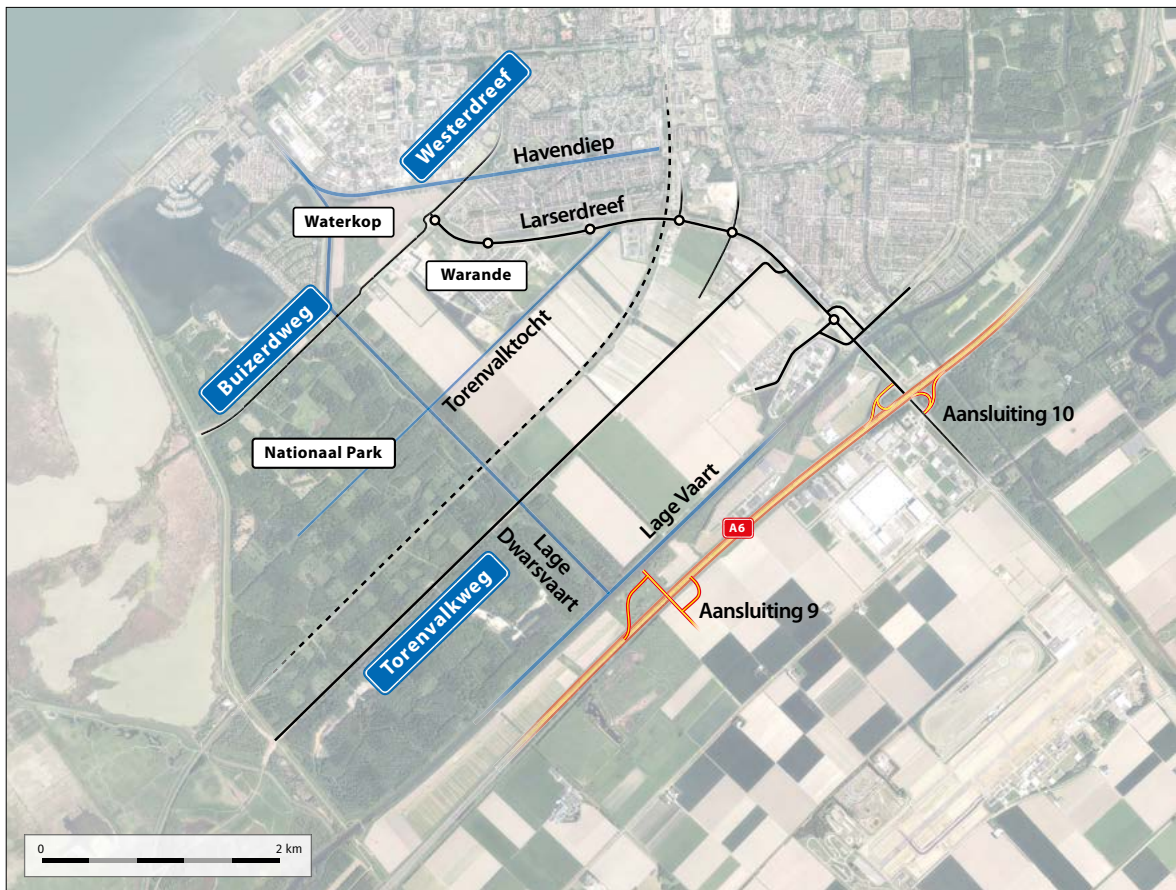 Westerdreef
Havendiep
Waterkop
Larserdreef
Warande
Buizerdweg
Torenvalktocht
Nationaal Park
Aansluiting 10
Lage Vaart
A6
Lage
Dwarsvaart
Aansluiting 9
Torenvalkweg
0
2 km